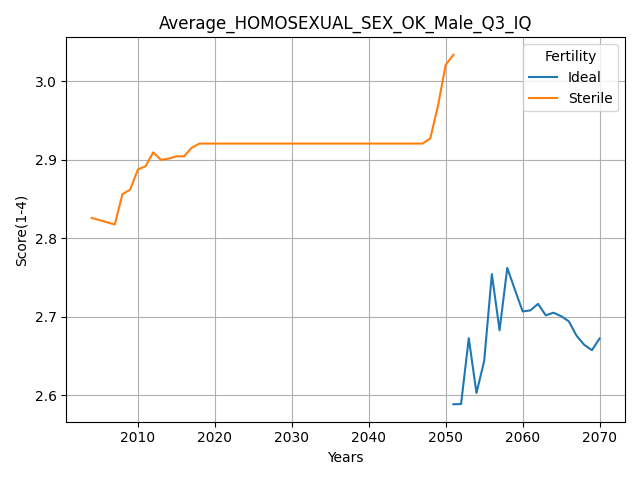 Average_HOMOSEXUAL_SEX_OK_Male_Q3_IQ
Fertility
Ideal
Sterile
Score(1-4)
3.0
2.9
2.8
2.7
2.6
2010 2020 2030 2040 2050 2060 2070
Years